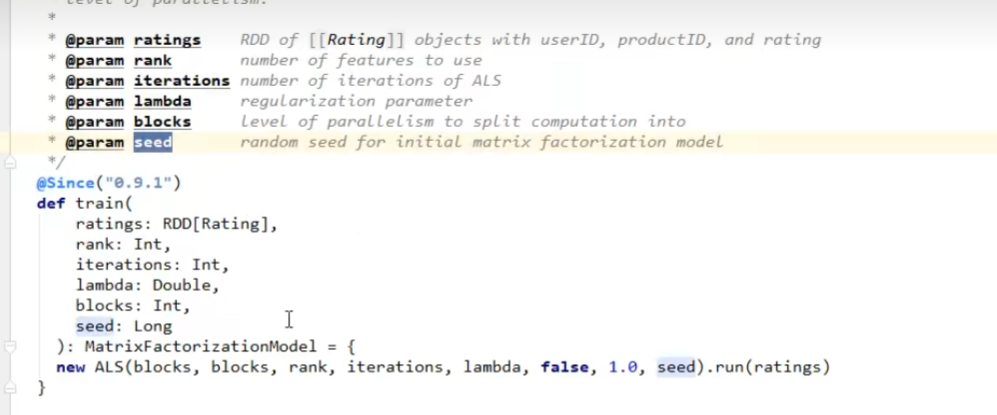 * level of parallelism.
*
* @param ratings RDD of [[Rating]] objects with userID, productID, and rating
* @param rank number of features to use
* @param iterations number of iterations of ALS
* @param lambda regularization parameter
* @param blocks level of parallelism to split computation into
* @param seed random seed for initial matrix factorization model
*/
@Since("0.9.1")
def train(
ratings: RDD[Rating],
rank: Int,
iterations: Int,
lambda: Double,
blocks: Int,
seed: Long
): MatrixFactorizationModel = {
new ALS(blocks, blocks, rank, iterations, lambda, false, 1.0, seed).run(ratings)
}